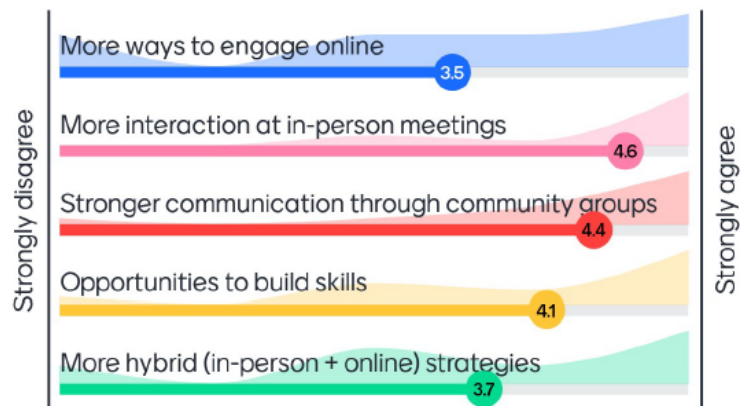 Strongly disagree
More ways to engage online
3.5
More interaction at in-person meetings
4.6
Stronger communication through community groups
4.4
Opportunities to build skills
4.1
More hybrid (in-person + online) strategies
3.7
Strongly agree